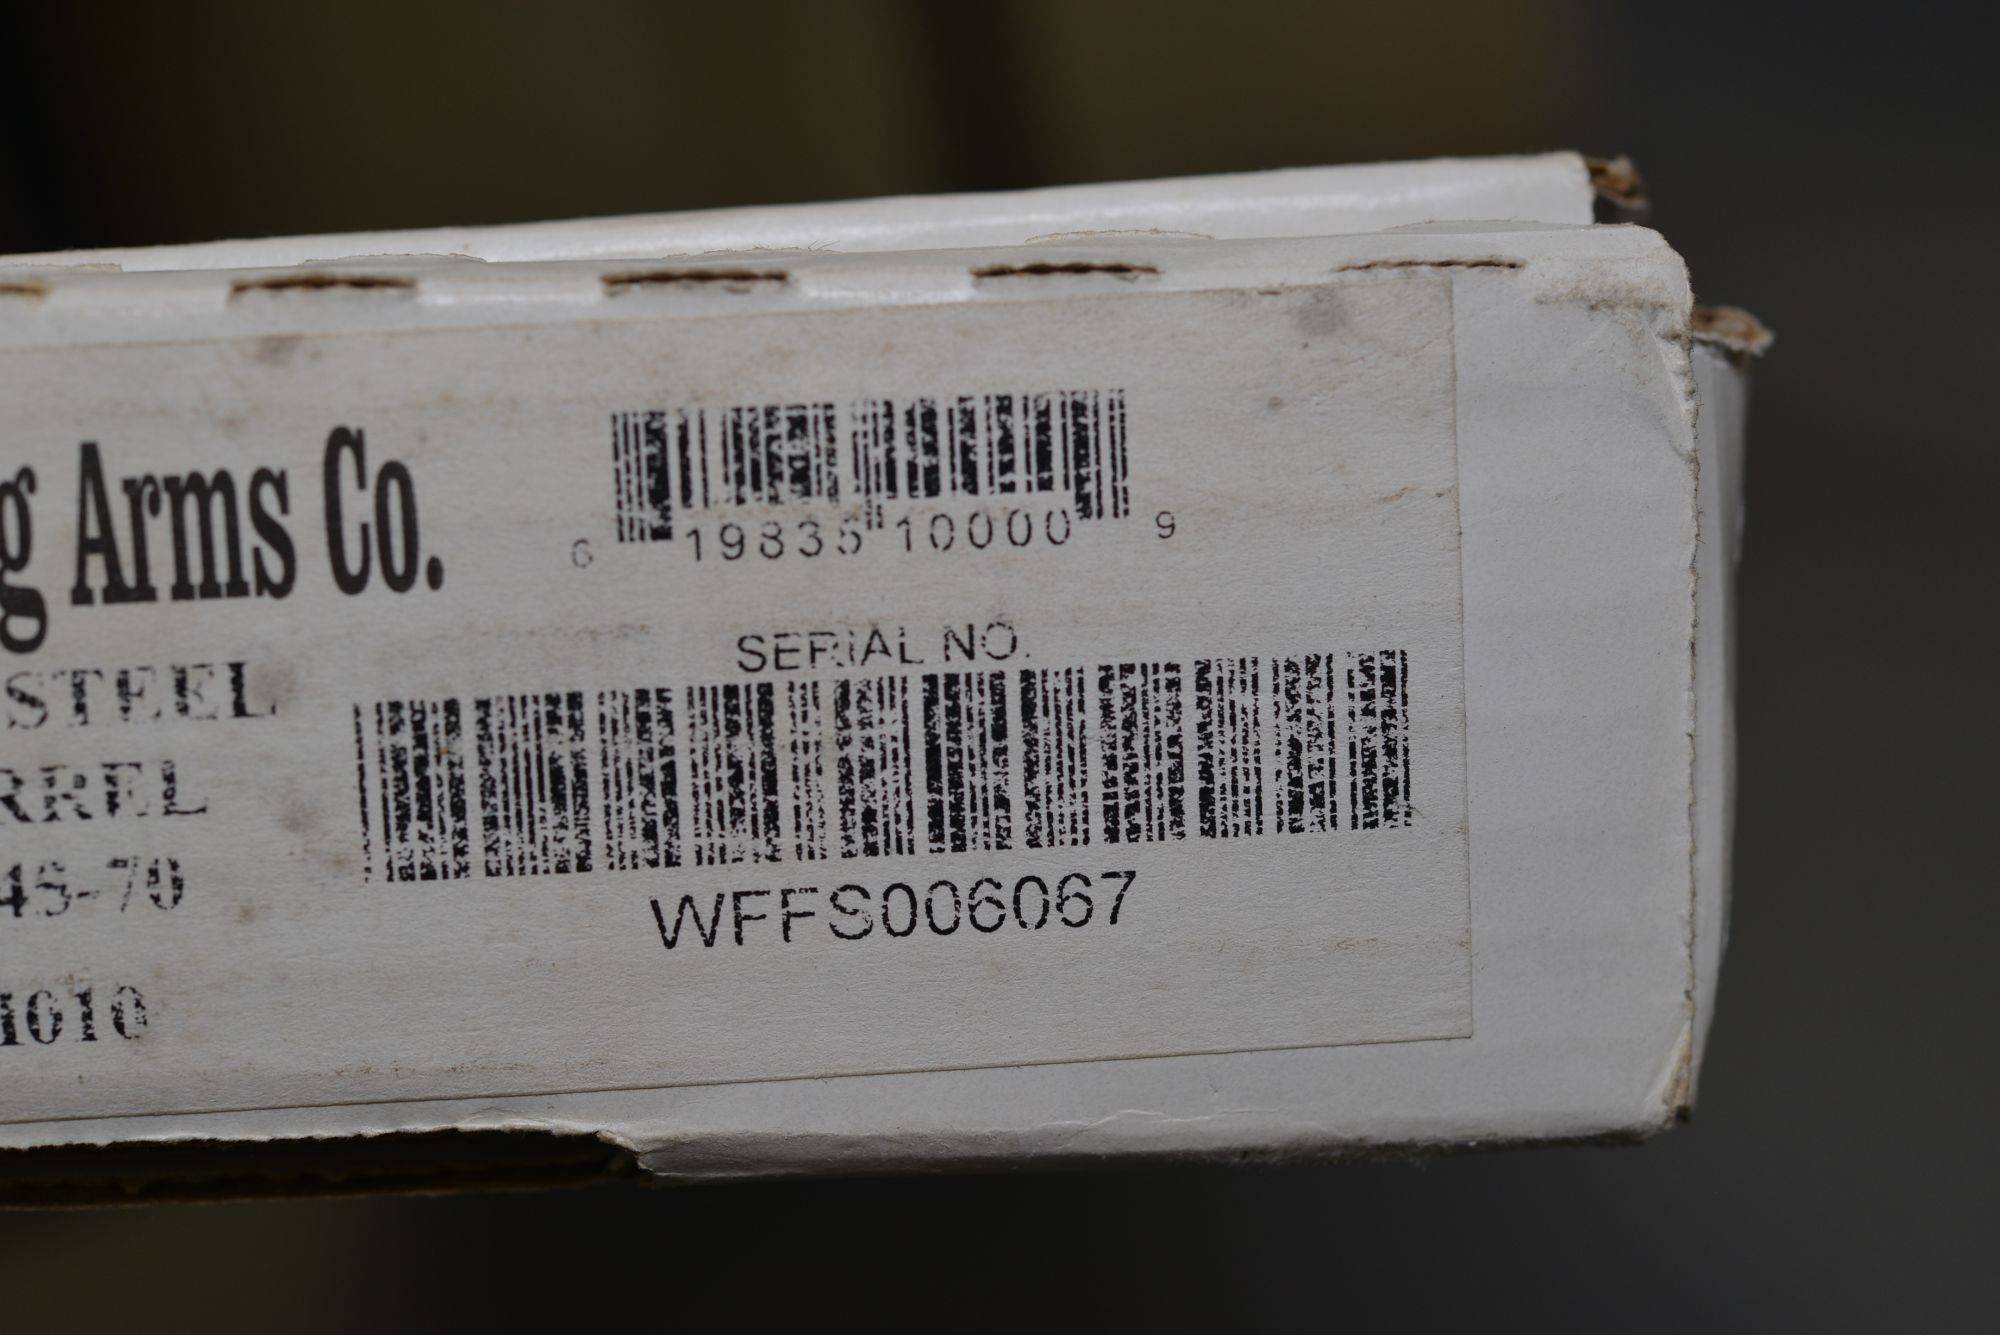 g Arms Co.
6 19835 10000 9
STEEL
RREL
45-70
1010
SERIAL NO.
WFFS006067